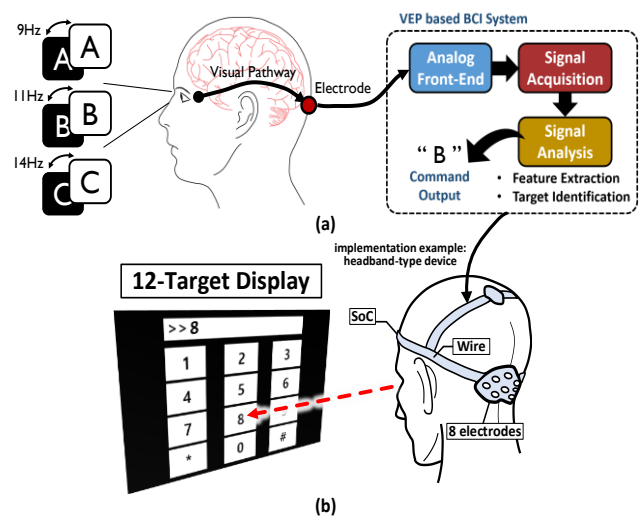 9Hz
A
A
11Hz
B
B
14Hz
C
C
Visual Pathway
Electrode
VEP based BCI System
Analog
Front-End
Signal
Acquisition
Signal
Analysis
“ B ”
Command
Output
• Feature Extraction
• Target Identification
(a)
implementation example:
headband-type device
12-Target Display
>>8
1 2 3
4 5 6
7 8
* 0 #
SoC
Wire
8 electrodes
(b)